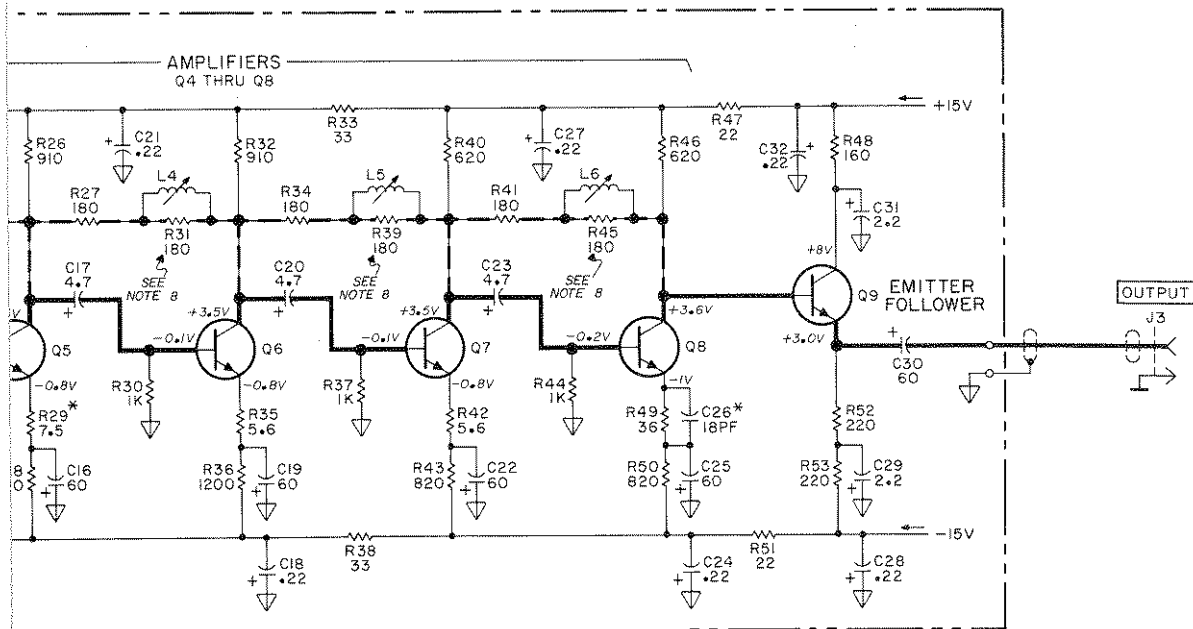 AMPLIFIERS
Q4 THRU Q8
+15V
R26
910
+
C21
.22
R32
910
R33
33
R40
620
C27
+ .22
R46
620
R47
22
C32
.22
+
R48
160
R27
180
L4
R31
180
R34
180
L5
R39
180
R41
180
L6
R45
180
+
C31
2.2
SEE
NOTE 8
SEE
NOTE 8
SEE
NOTE 8
C17
4.7
+
C20
4.7
+
C23
4.7
+
+8V
Q9
EMITTER
FOLLOWER
OUTPUT
J3
+3.5V
+3.5V
+3.6V
+3.0V
-0.1V
-0.1V
-0.2V
Q5
Q6
Q7
Q8
-0.8V
-0.8V
-0.8V
-1V
+
C30
60
R30
1K
R37
1K
R44
1K
R29*
7.5
R35
5.6
R42
5.6
R49
36
C26*
18PF
R52
220
8
0
+
C16
60
R36
1200
+
C19
60
R43
820
+
C22
60
R50
820
+
C25
60
R53
220
+
C29
2.2
-15V
R38
33
R51
22
+
C18
.22
+
C24
.22
+
C28
.22